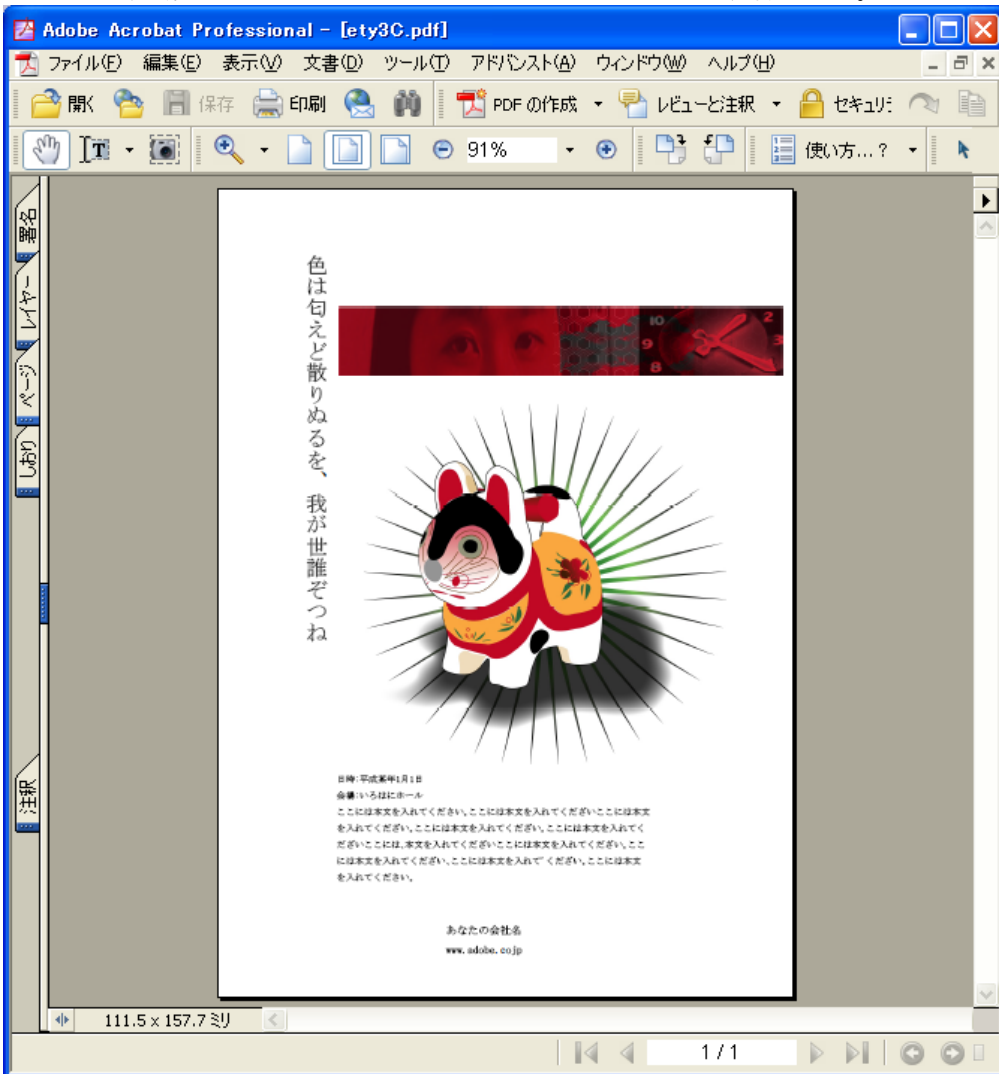 Adobe Acrobat Professional - [ety3C.pdf]
ファイル(F) 編集(E) 表示(V) 文書(D) ツール(T) アドバンスト(A) ウィンドウ(W) ヘルプ(H)
開く 保存 印刷 PDF の作成 レビューと注釈 セキュリ
91% 使い方...?
署名
レイヤー
ページ
しおり
注釈
色は匂えど散りぬるを、我が世誰ぞつね
10 2
9 3
8
日時:平成某年1月1日
会場:いろはにホール
ここには本文を入れてください。ここには本文を入れてくださいここには本文
を入れてください。ここには本文を入れてください。ここには本文を入れてく
ださいここには、本文を入れてくださいここには本文を入れてください。ここ
には本文を入れてください、ここには本文を入れて゛ください。ここには本文
を入れてください。
あなたの会社名
www.adobe.cojp
111.5 x 157.7 ミリ
1 / 1